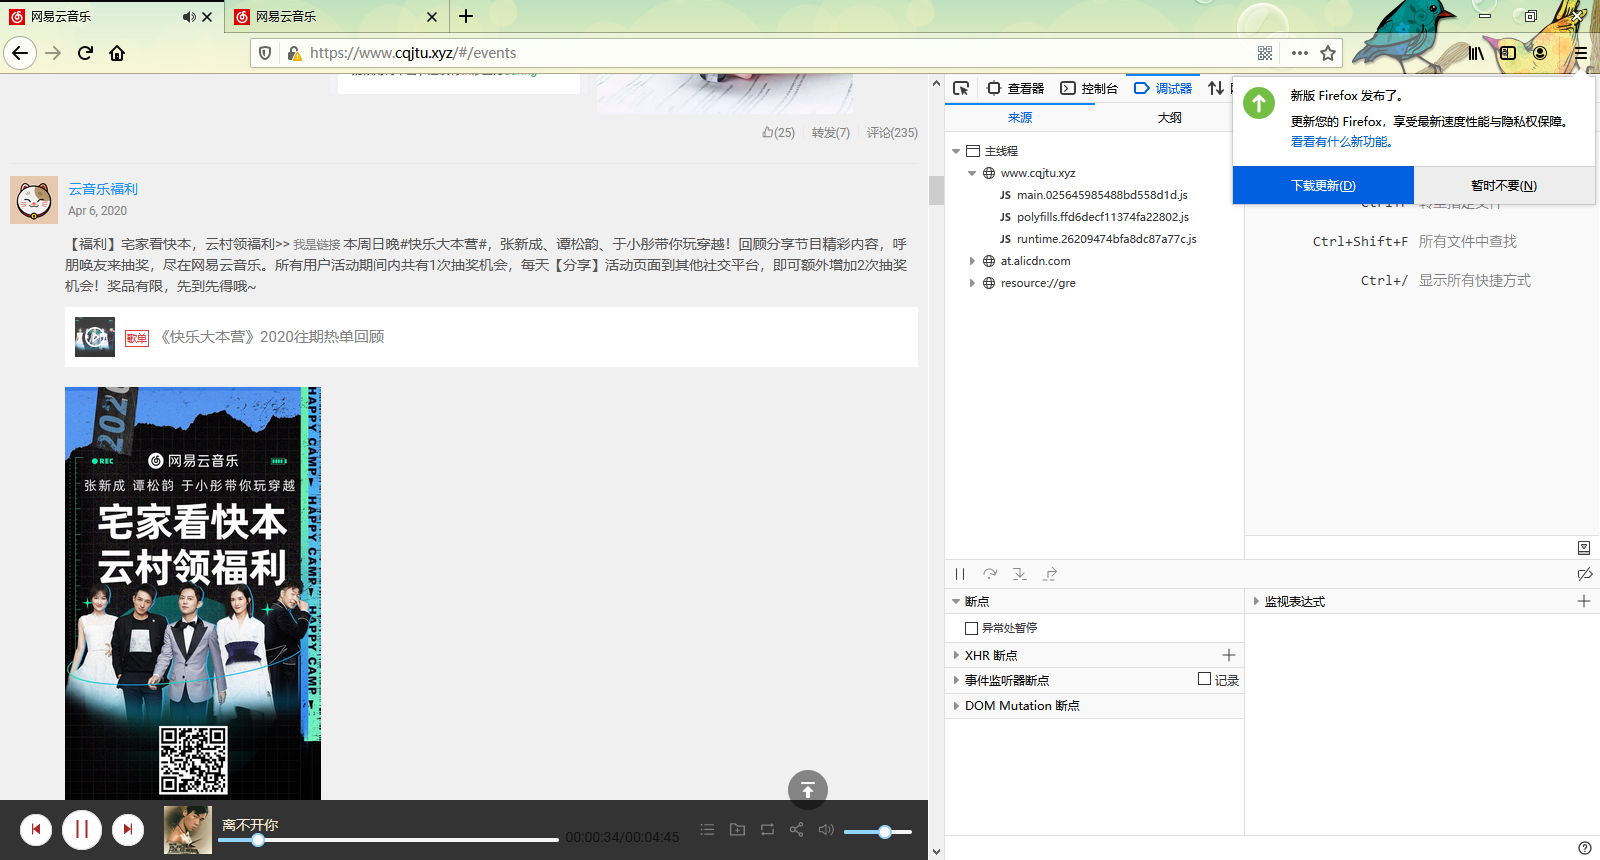 网易云音乐
网易云音乐
https://www.cqjtu.xyz/#/events
(25) 转发(7) 评论(235)
云音乐福利
Apr 6, 2020
【福利】宅家看快本，云村领福利>> 我是链接 本周日晚#快乐大本营#，张新成、谭松韵、于小彤带你玩穿越！回顾分享节目精彩内容，呼
朋唤友来抽奖，尽在网易云音乐。所有用户活动期间内共有1次抽奖机会，每天【分享】活动页面到其他社交平台，即可额外增加2次抽奖
机会！奖品有限，先到先得哦~
歌单 《快乐大本营》2020往期热单回顾
2020
HAPPY CAMP
HAPPY CAMP
HAPPY CAMP
HAPPY CAMP
REC
网易云音乐
张新成 谭松韵 于小彤带你玩穿越
宅家看快本
云村领福利
离不开你
00:00:34/00:04:45
查看器 控制台 调试器
来源 大纲
主线程
www.cqjtu.xyz
JS main.025645985488bd558d1d.js
JS polyfills.ffd6decf11374fa22802.js
JS runtime.26209474bfa8dc87a77c.js
at.alicdn.com
resource://gre
新版 Firefox 发布了。
更新您的 Firefox，享受最新速度性能与隐私权保障。
看看有什么新功能。
下载更新(D) 暂时不要(N)
Ctrl+Shift+F 所有文件中查找
Ctrl+/ 显示所有快捷方式
断点
异常处暂停
XHR 断点
事件监听器断点 记录
DOM Mutation 断点
监视表达式